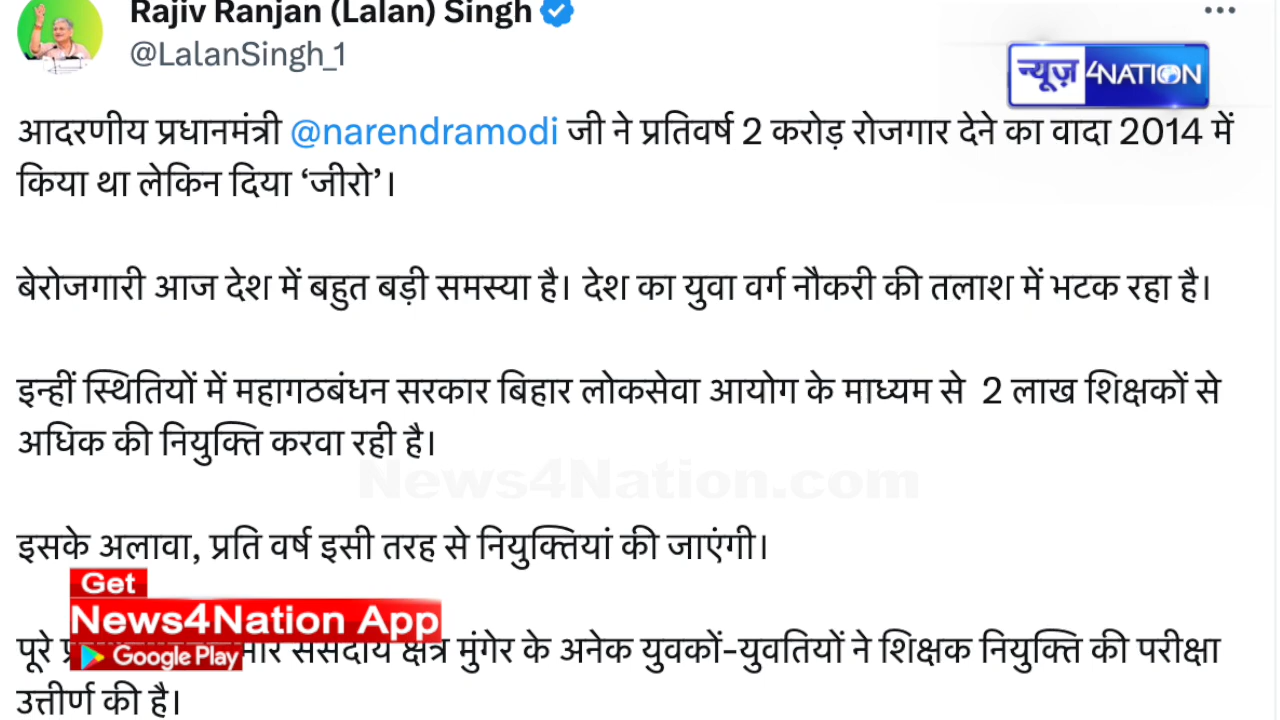 Rajiv Ranjan (Lalan) Singh
@LalanSingh_1
न्यूज़ 4NATION
आदरणीय प्रधानमंत्री @narendramodi जी ने प्रतिवर्ष 2 करोड़ रोजगार देने का वादा 2014 में
किया था लेकिन दिया ‘जीरो’।
बेरोजगारी आज देश में बहुत बड़ी समस्या है। देश का युवा वर्ग नौकरी की तलाश में भटक रहा है।
इन्हीं स्थितियों में महागठबंधन सरकार बिहार लोकसेवा आयोग के माध्यम से 2 लाख शिक्षकों से
अधिक की नियुक्ति करवा रही है।
News4Nation.com
इसके अलावा, प्रति वर्ष इसी तरह से नियुक्तियां की जाएंगी।
Get
News4Nation App
Google Play
पूरे संसदीय क्षेत्र मुंगेर के अनेक युवकों-युवतियों ने शिक्षक नियुक्ति की परीक्षा
उत्तीर्ण की है।